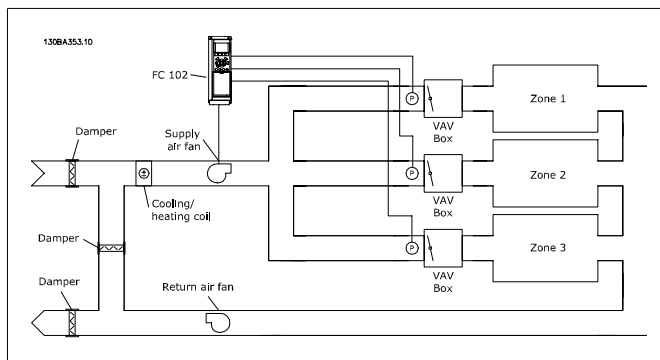 130BA353.10
FC 102
P
VAV
Box
Zone 1
Damper
Supply
air fan
Cooling/
heating coil
P
VAV
Box
Zone 2
Damper
P
VAV
Box
Zone 3
Damper
Return air fan